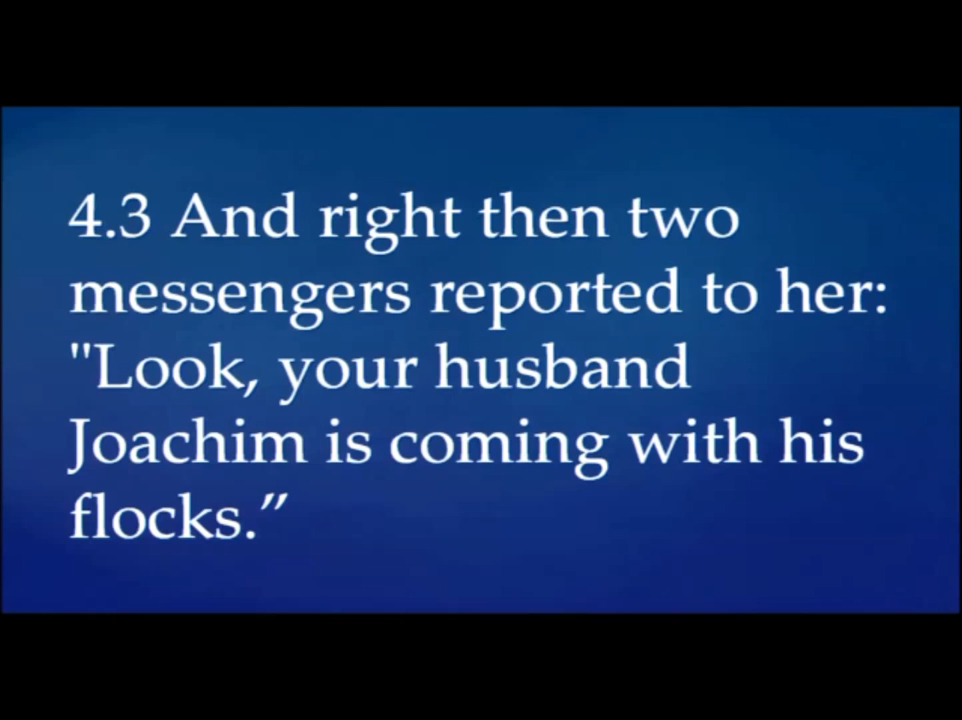 4.3 And right then two
messengers reported to her:
"Look, your husband
Joachim is coming with his
flocks.”